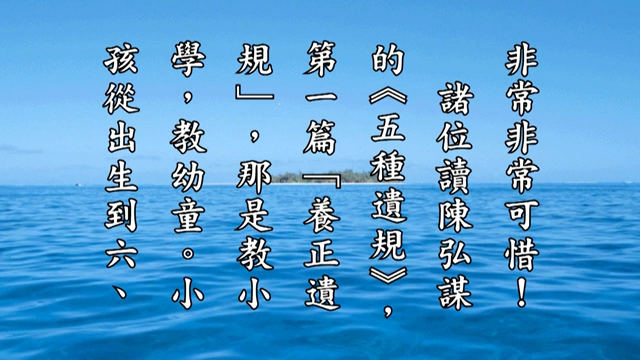 非常非常可惜！
諸位讀陳弘謀
的《五種遺規》，
第一篇『養正遺
規』，那是教小
學，教幼童。小
孩從出生到六、